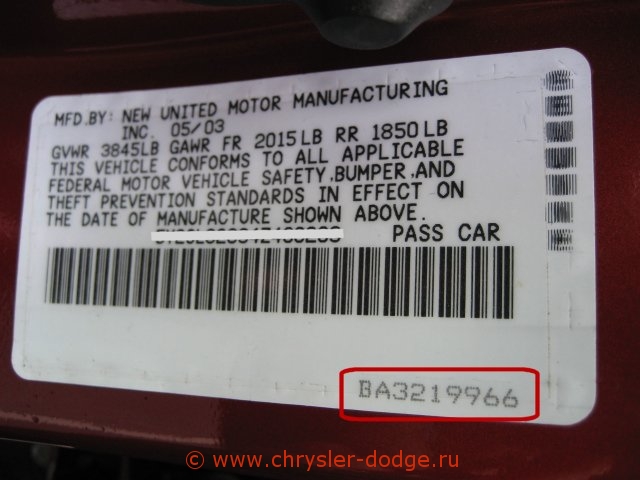 MFD.BY: NEW UNITED MOTOR MANUFACTURING
INC. 05/03
GVWR 3845LB GAWR FR 2015LB RR 1850LB
THIS VEHICLE CONFORMS TO ALL APPLICABLE
FEDERAL MOTOR VEHICLE SAFETY,BUMPER,AND
THEFT PREVENTION STANDARDS IN EFFECT ON
THE DATE OF MANUFACTURE SHOWN ABOVE.
PASS CAR
BA3219966
© www.chrysler-dodge.ru